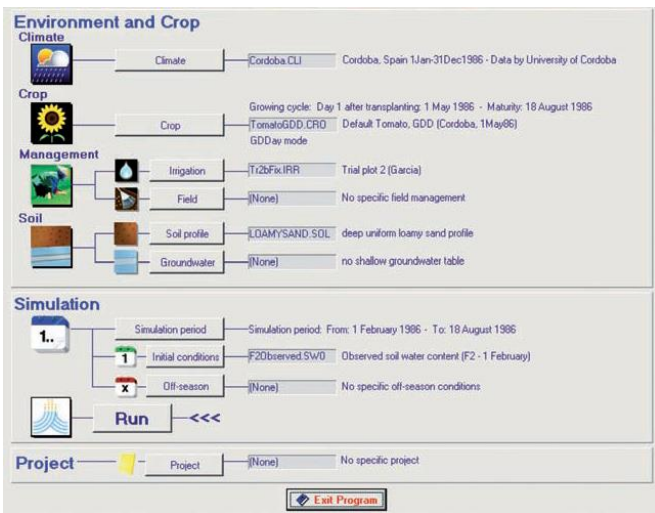 Environment and Crop
Climate
Climate Cordoba.CLI Cordoba, Spain 1Jan-31Dec1986 - Data by University of Cordoba
Crop
Growing cycle: Day 1 after transplanting: 1 May 1986 - Maturity: 18 August 1986
Crop TomatoGDD.CRO Default Tomato, GDD (Cordoba, 1May86)
GDDay mode
Management
Irrigation Tr2bFix.IRR Trial plot 2 (Garcia)
Field (None) No specific field management
Soil
Soil profile LOAMYSAND.SOL deep uniform loamy sand profile
Groundwater (None) no shallow groundwater table
Simulation
1..
Simulation period Simulation period: From: 1 February 1986 - To: 18 August 1986
1 Initial conditions F2Observed.SW0 Observed soil water content (F2 - 1 February)
x Off-season (None) No specific off-season conditions
Run <<<
Project Project (None) No specific project
Exit Program